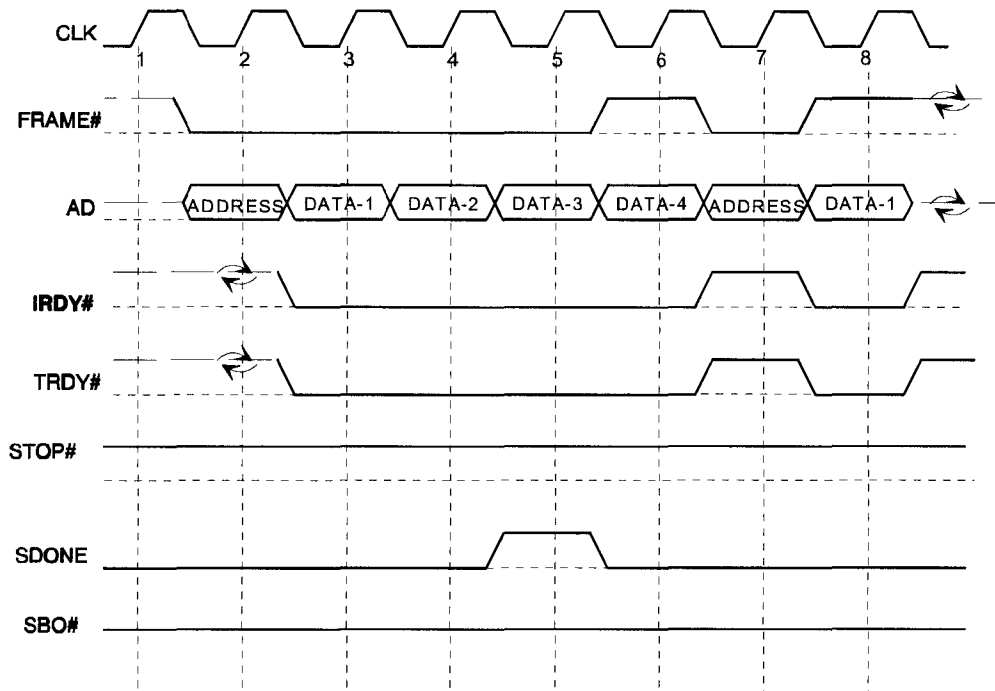 CLK
1 2 3 4 5 6 7 8
FRAME#
AD ADDRESS DATA-1 DATA-2 DATA-3 DATA-4 ADDRESS DATA-1
IRDY#
TRDY#
STOP#
SDONE
SBO#